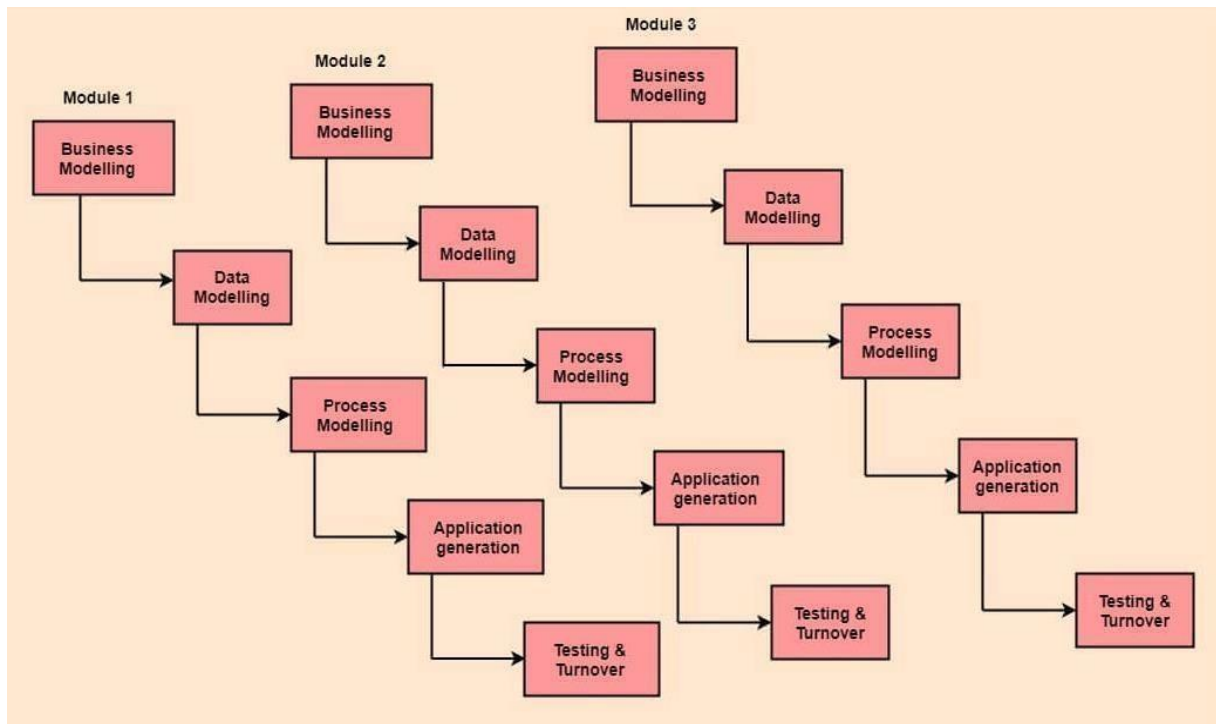 Module 1
Business
Modelling
Data
Modelling
Process
Modelling
Application
generation
Testing &
Turnover
Module 2
Business
Modelling
Data
Modelling
Process
Modelling
Application
generation
Testing &
Turnover
Module 3
Business
Modelling
Data
Modelling
Process
Modelling
Application
generation
Testing &
Turnover